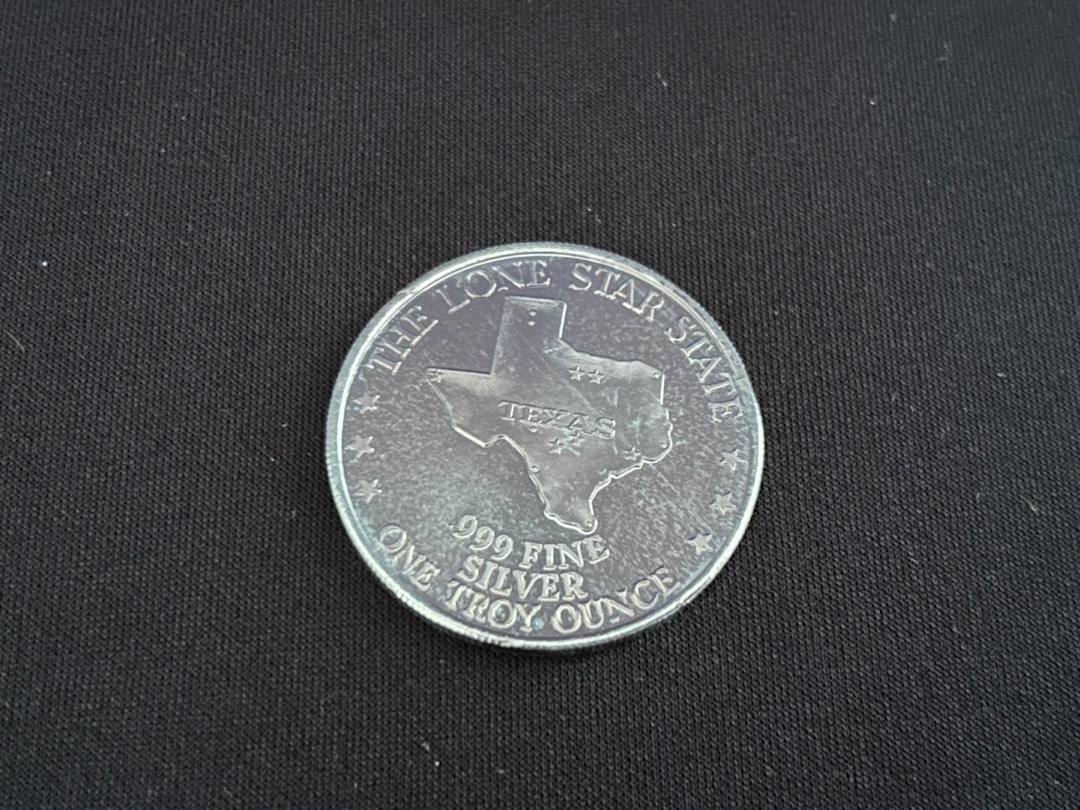 THE LONE STAR STATE
TEXAS
.999 FINE
SILVER
ONE TROY OUNCE